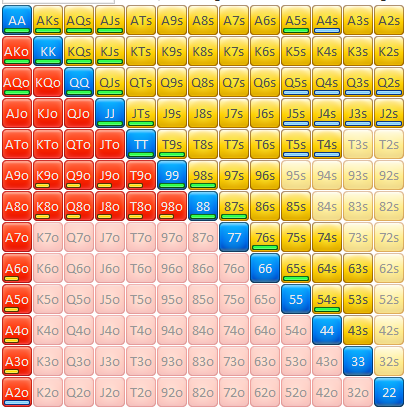 AA AKs AQs AJs ATs A9s A8s A7s A6s A5s A4s A3s A2s
AKo KK KQs KJs KTs K9s K8s K7s K6s K5s K4s K3s K2s
AQo KQo QQ QJs QTs Q9s Q8s Q7s Q6s Q5s Q4s Q3s Q2s
AJo KJo QJo JJ JTs J9s J8s J7s J6s J5s J4s J3s J2s
ATo KTo QTo JTo TT T9s T8s T7s T6s T5s T4s T3s T2s
A9o K9o Q9o J9o T9o 99 98s 97s 96s 95s 94s 93s 92s
A8o K8o Q8o J8o T8o 98o 88 87s 86s 85s 84s 83s 82s
A7o K7o Q7o J7o T7o 97o 87o 77 76s 75s 74s 73s 72s
A6o K6o Q6o J6o T6o 96o 86o 76o 66 65s 64s 63s 62s
A5o K5o Q5o J5o T5o 95o 85o 75o 65o 55 54s 53s 52s
A4o K4o Q4o J4o T4o 94o 84o 74o 64o 54o 44 43s 42s
A3o K3o Q3o J3o T3o 93o 83o 73o 63o 53o 43o 33 32s
A2o K2o Q2o J2o T2o 92o 82o 72o 62o 52o 42o 32o 22